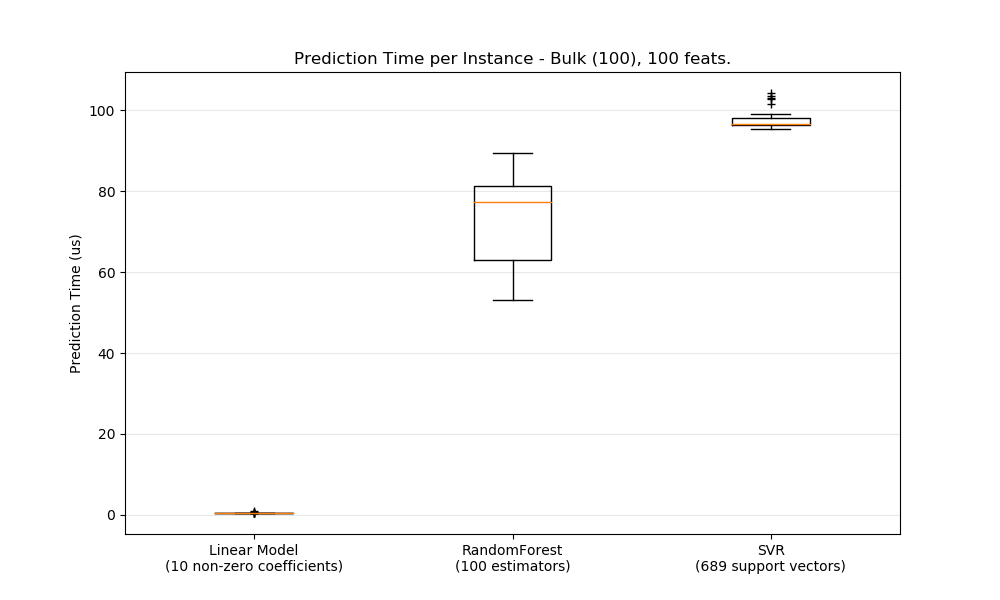 Prediction Time per Instance - Bulk (100), 100 feats.
Prediction Time (us)
100
80
60
40
20
0
Linear Model
(10 non-zero coefficients)
RandomForest
(100 estimators)
SVR
(689 support vectors)